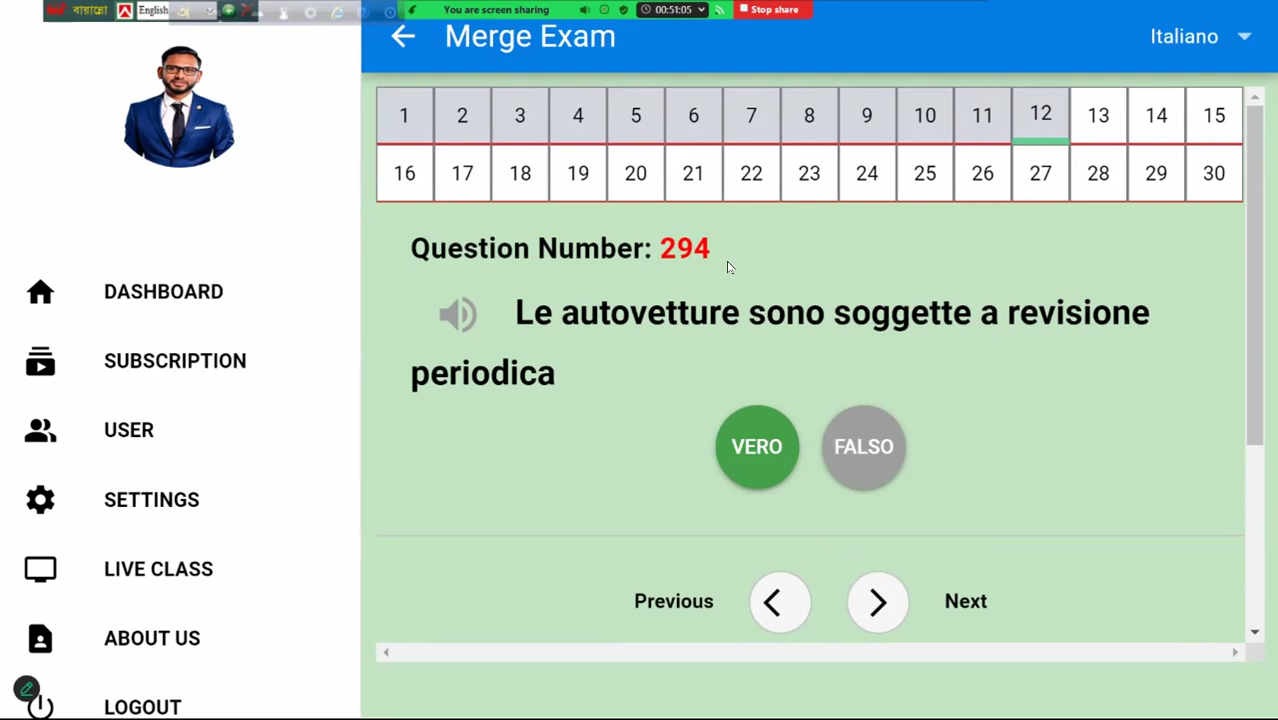 বায়ান্নো English You are screen sharing 00:51:05 Stop share
Merge Exam Italiano
1 2 3 4 5 6 7 8 9 10 11 12 13 14 15
16 17 18 19 20 21 22 23 24 25 26 27 28 29 30
Question Number: 294
Le autovetture sono soggette a revisione
periodica
VERO FALSO
Previous Next
DASHBOARD
SUBSCRIPTION
USER
SETTINGS
LIVE CLASS
ABOUT US
LOGOUT